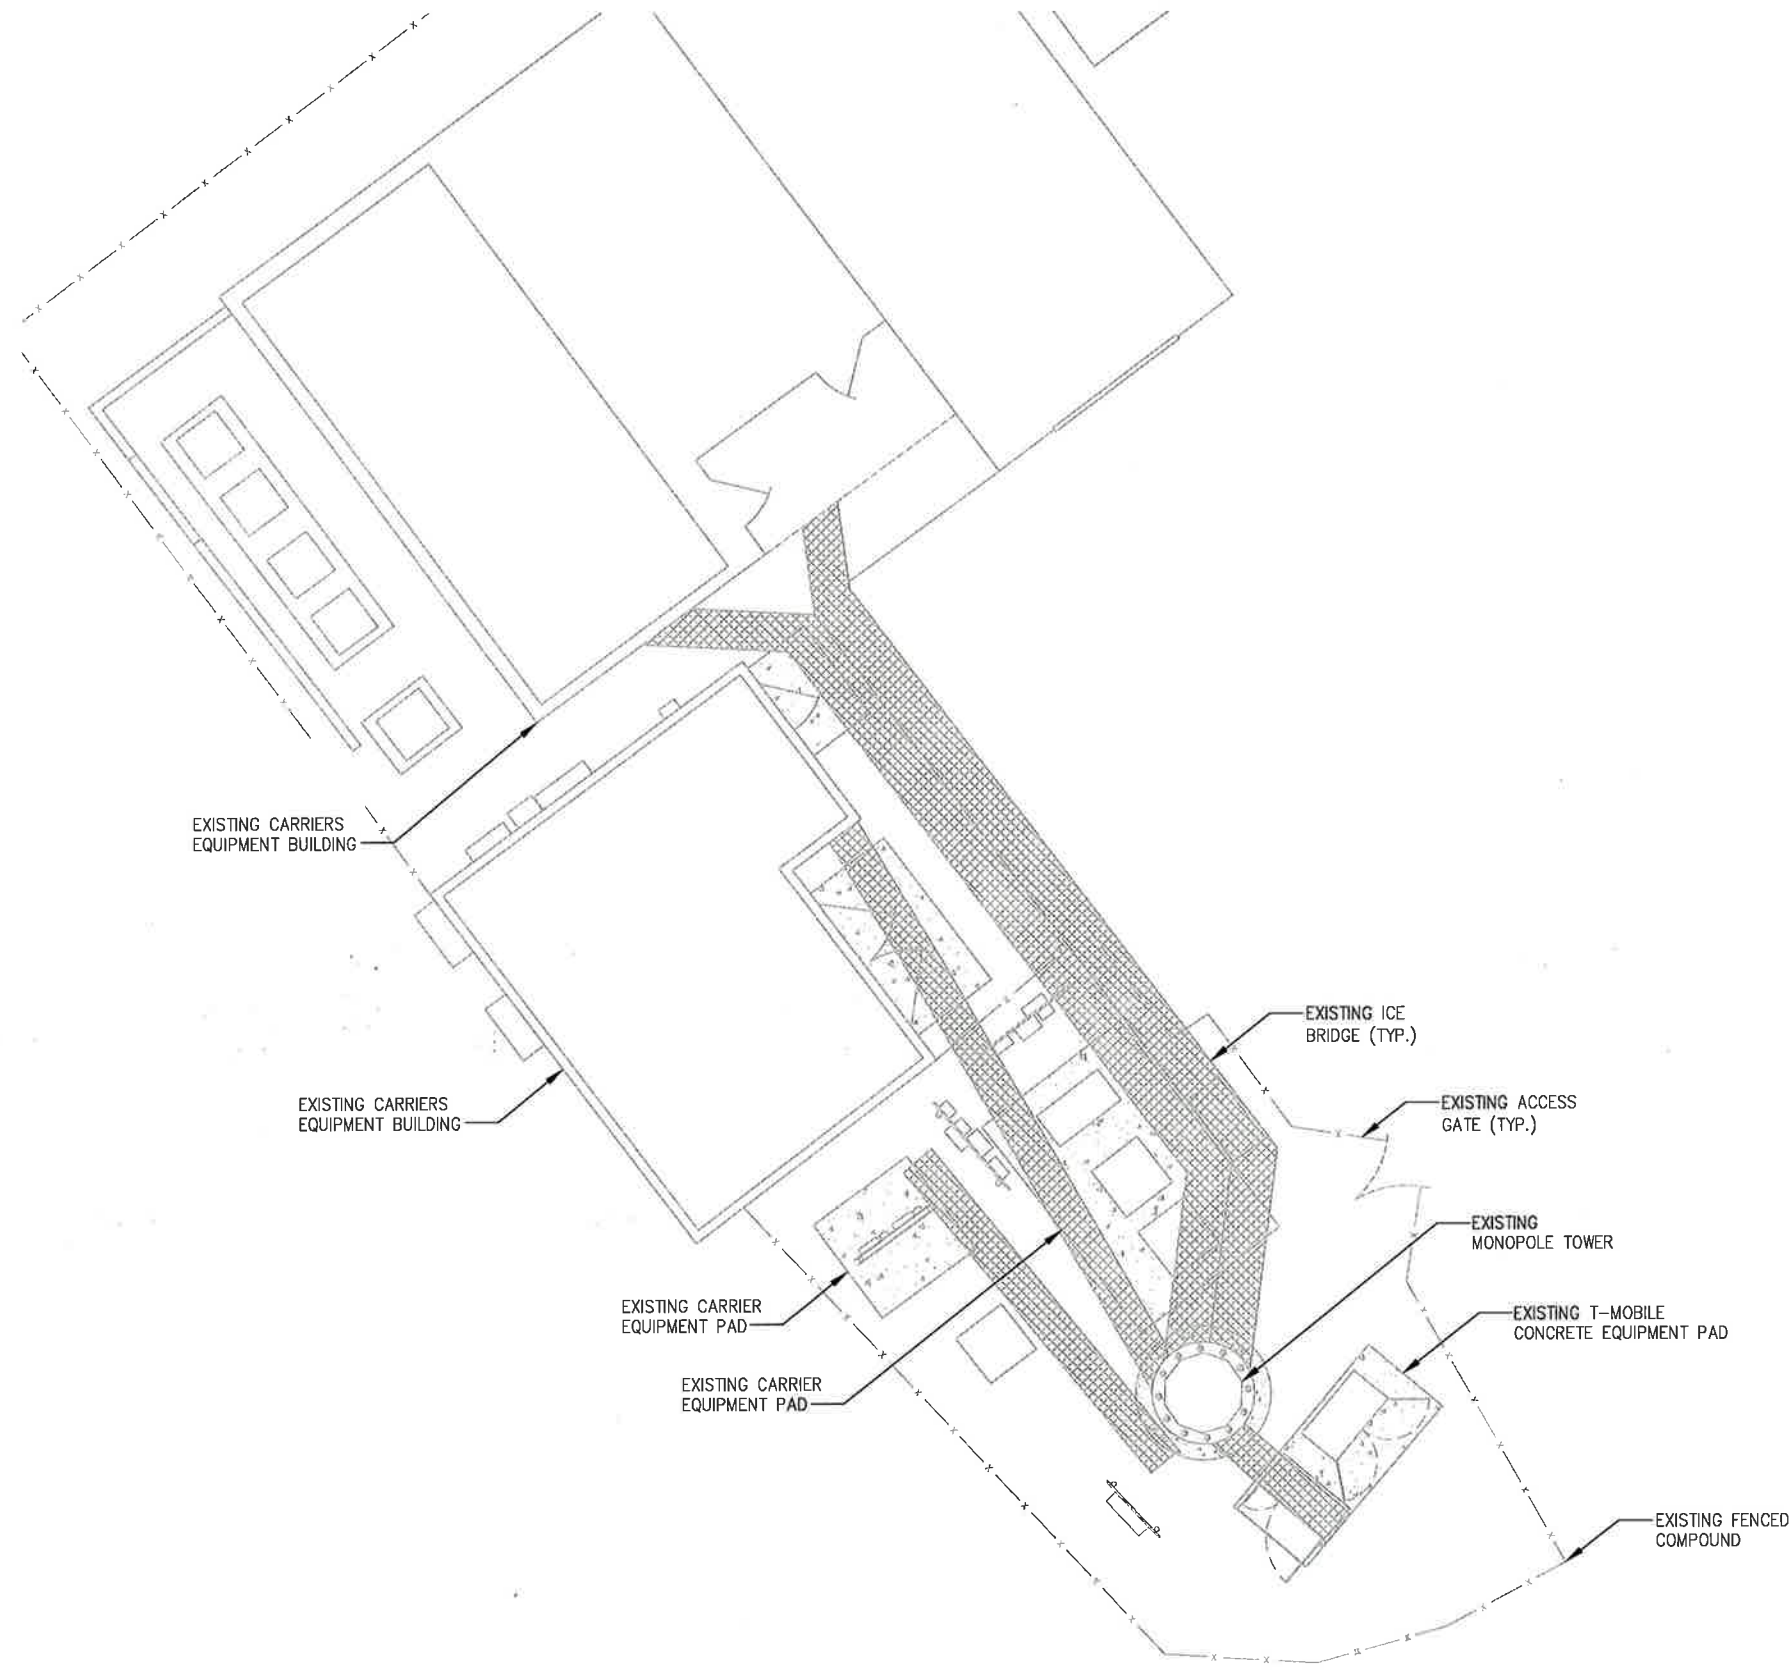 EXISTING CARRIERS
EQUIPMENT BUILDING
EXISTING ICE
BRIDGE (TYP.)
EXISTING CARRIERS
EQUIPMENT BUILDING
EXISTING ACCESS
GATE (TYP.)
EXISTING
MONOPOLE TOWER
EXISTING CARRIER
EQUIPMENT PAD
EXISTING T-MOBILE
CONCRETE EQUIPMENT PAD
EXISTING CARRIER
EQUIPMENT PAD
EXISTING FENCED
COMPOUND